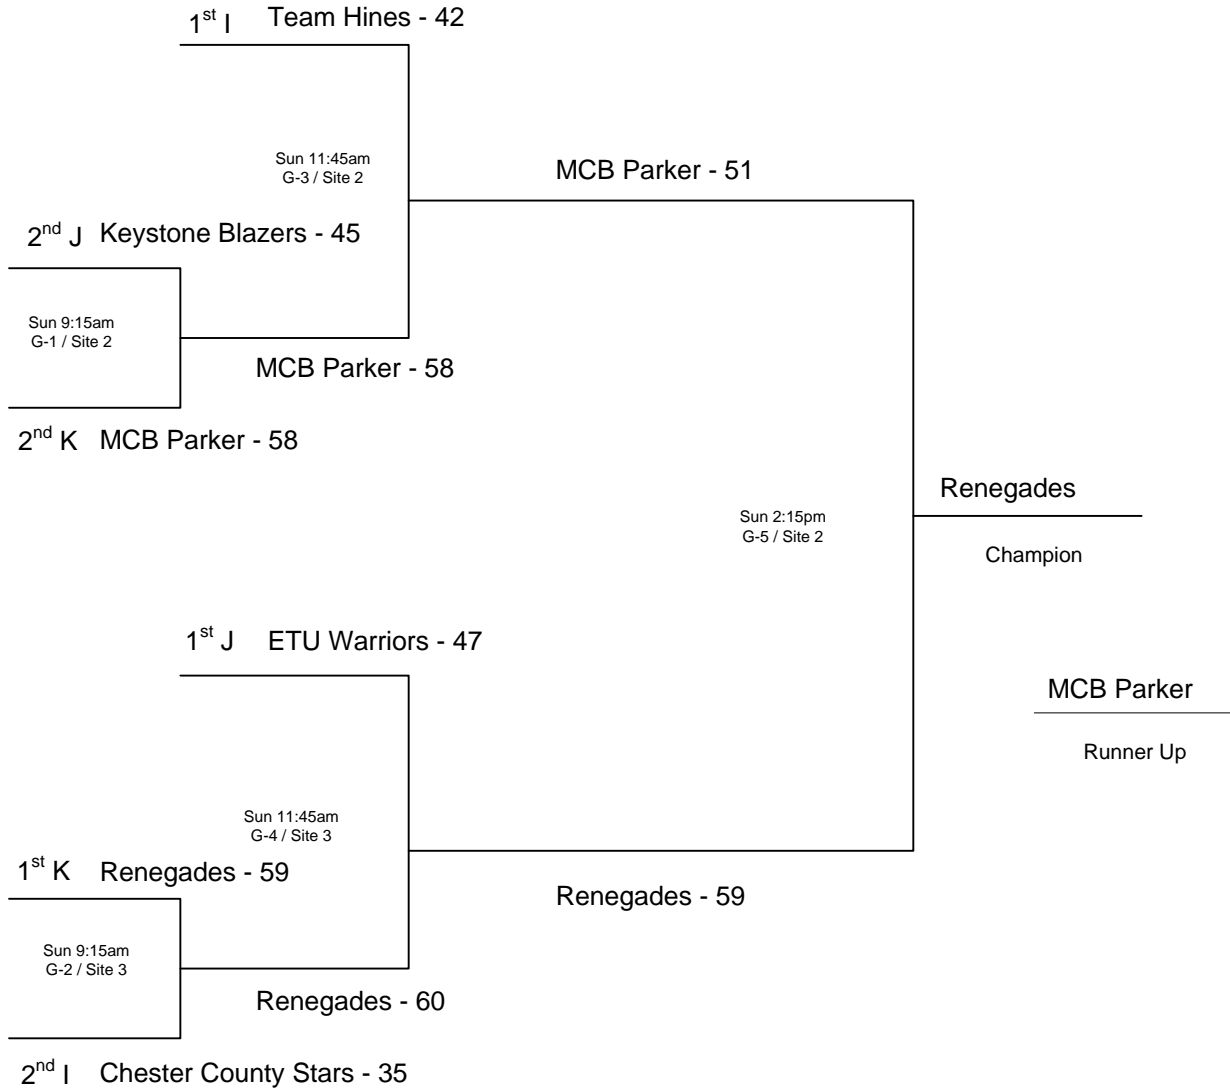 1st I Team Hines - 42
Sun 11:45am
G-3 / Site 2
MCB Parker - 51
2nd J Keystone Blazers - 45
Sun 9:15am
G-1 / Site 2
MCB Parker - 58
2nd K MCB Parker - 58
Renegades
Sun 2:15pm
G-5 / Site 2
Champion
1st J ETU Warriors - 47
MCB Parker
Runner Up
Sun 11:45am
G-4 / Site 3
1st K Renegades - 59
Renegades - 59
Sun 9:15am
G-2 / Site 3
Renegades - 60
2nd I Chester County Stars - 35